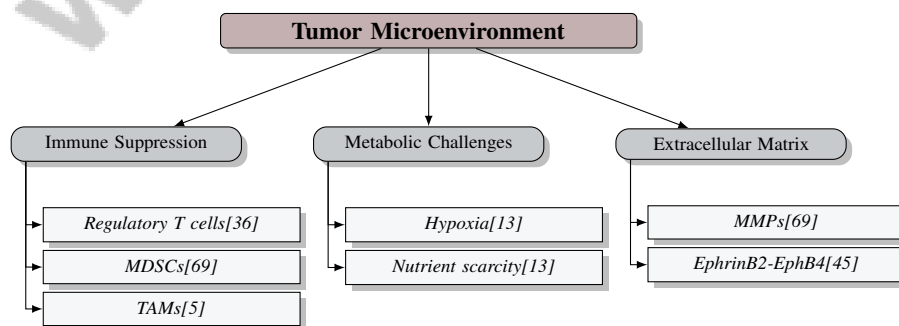 Tumor Microenvironment
Immune Suppression
Regulatory T cells[36]
MDSCs[69]
TAMs[5]
Metabolic Challenges
Hypoxia[13]
Nutrient scarcity[13]
Extracellular Matrix
MMPs[69]
EphrinB2-EphB4[45]